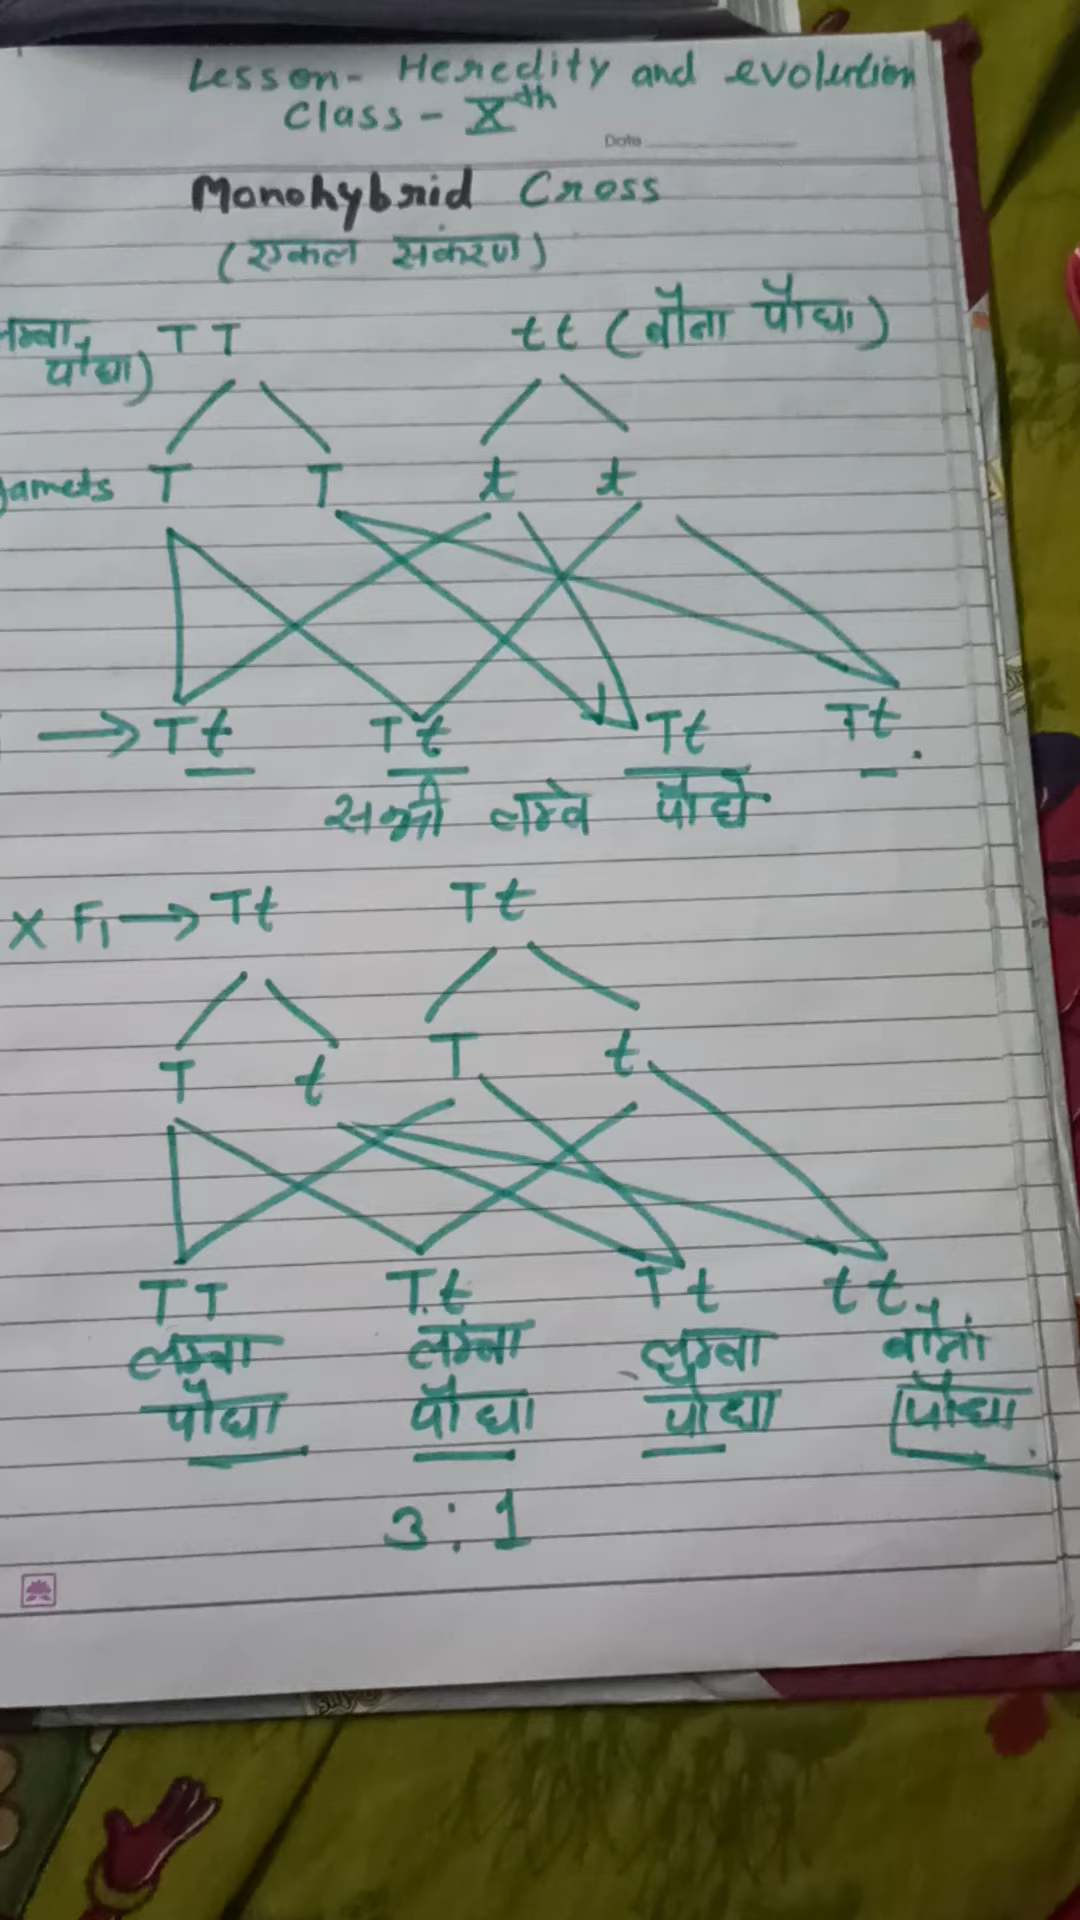 Lesson- Heredity and evolution
Class - Xth
Date
Monohybrid Cross
(एकल संकरण)
लम्बा TT tt (बौना पौधा)
पौधा)
gamets T T t t
→ Tt Tt Tt Tt
सभी लम्बे पौधे
X F1 → Tt Tt
T t T t
TT Tt Tt tt
लम्बा लम्बा लम्बा बौना
पौधा पौधा पौधा पौधा
3 : 1